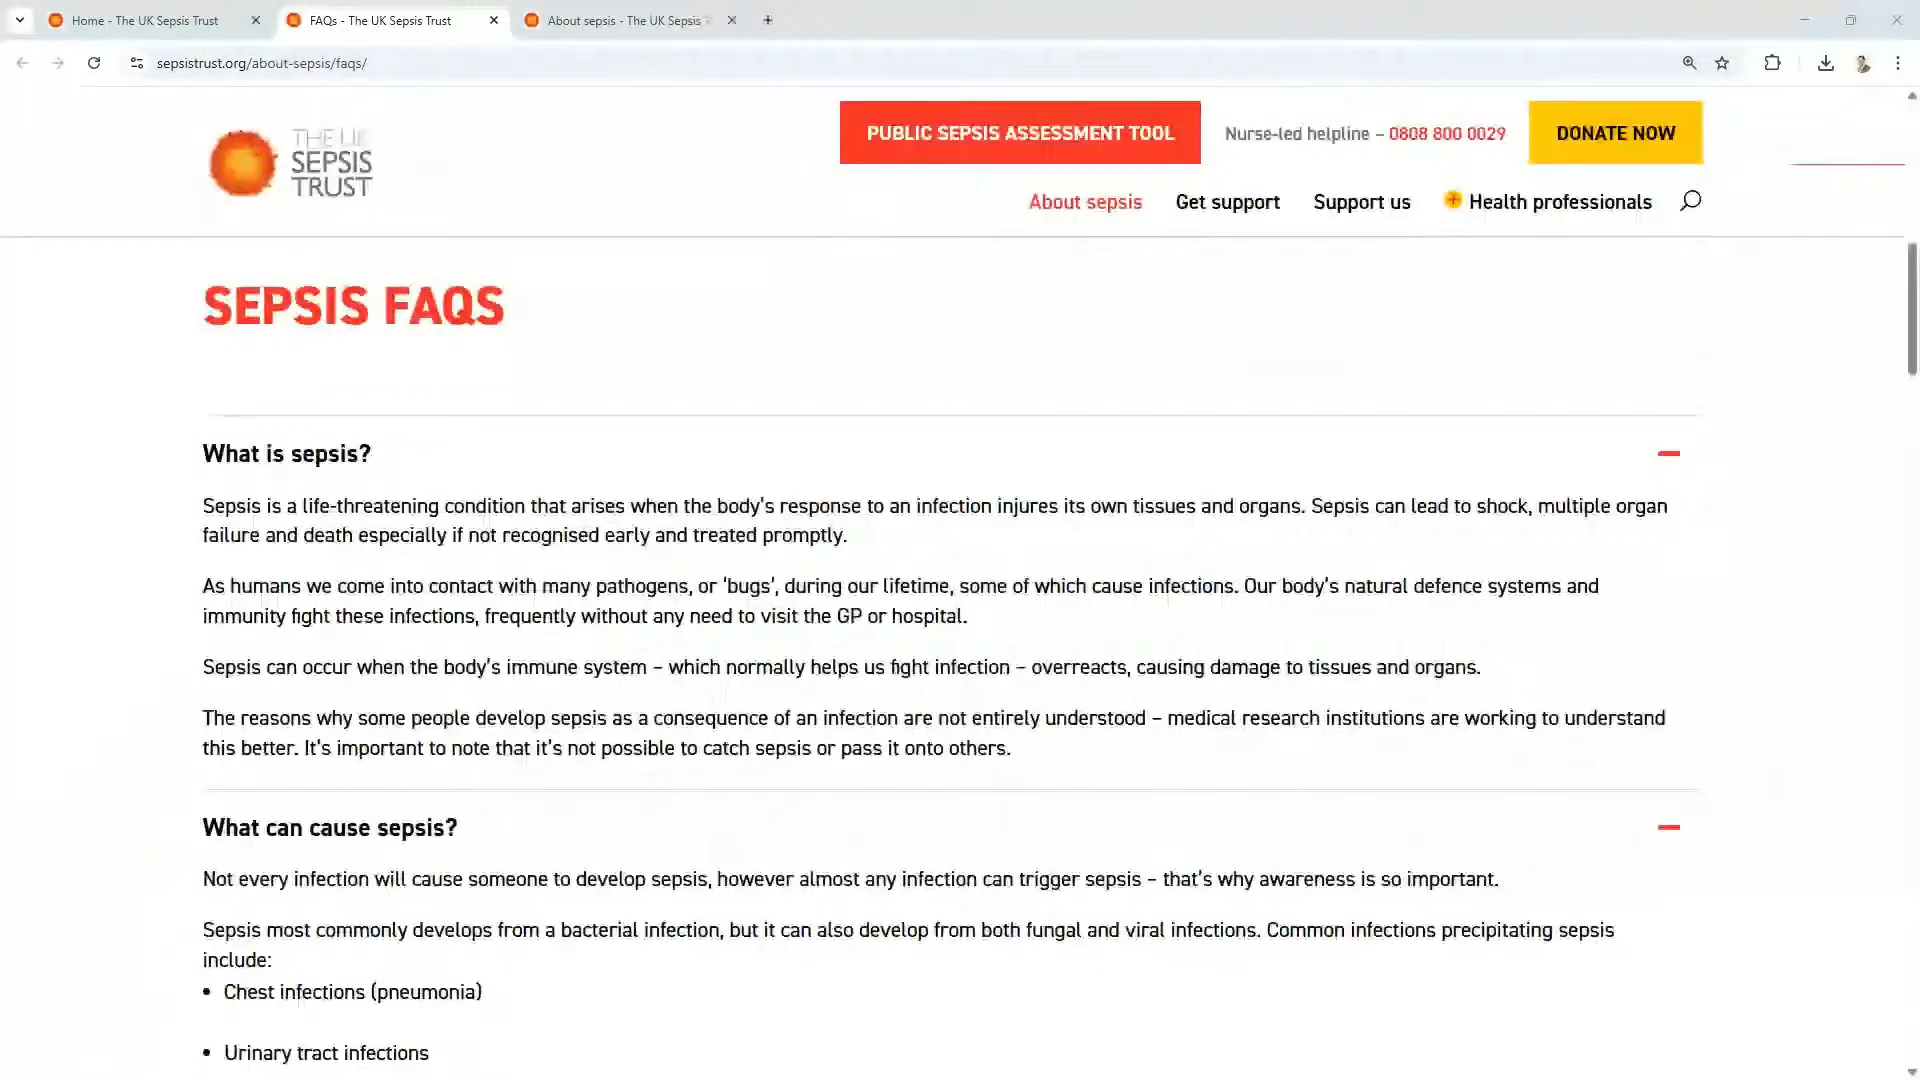 Home - The UK Sepsis Trust
FAQs - The UK Sepsis Trust
About sepsis - The UK Sepsis
sepsistrust.org/about-sepsis/faqs/
THE UK
SEPSIS
TRUST
PUBLIC SEPSIS ASSESSMENT TOOL
Nurse-led helpline – 0808 800 0029
DONATE NOW
About sepsis
Get support
Support us
Health professionals
SEPSIS FAQS
What is sepsis?
Sepsis is a life-threatening condition that arises when the body’s response to an infection injures its own tissues and organs. Sepsis can lead to shock, multiple organ
failure and death especially if not recognised early and treated promptly.
As humans we come into contact with many pathogens, or ‘bugs’, during our lifetime, some of which cause infections. Our body’s natural defence systems and
immunity fight these infections, frequently without any need to visit the GP or hospital.
Sepsis can occur when the body’s immune system – which normally helps us fight infection – overreacts, causing damage to tissues and organs.
The reasons why some people develop sepsis as a consequence of an infection are not entirely understood – medical research institutions are working to understand
this better. It’s important to note that it’s not possible to catch sepsis or pass it onto others.
What can cause sepsis?
Not every infection will cause someone to develop sepsis, however almost any infection can trigger sepsis – that’s why awareness is so important.
Sepsis most commonly develops from a bacterial infection, but it can also develop from both fungal and viral infections. Common infections precipitating sepsis
include:
• Chest infections (pneumonia)
• Urinary tract infections